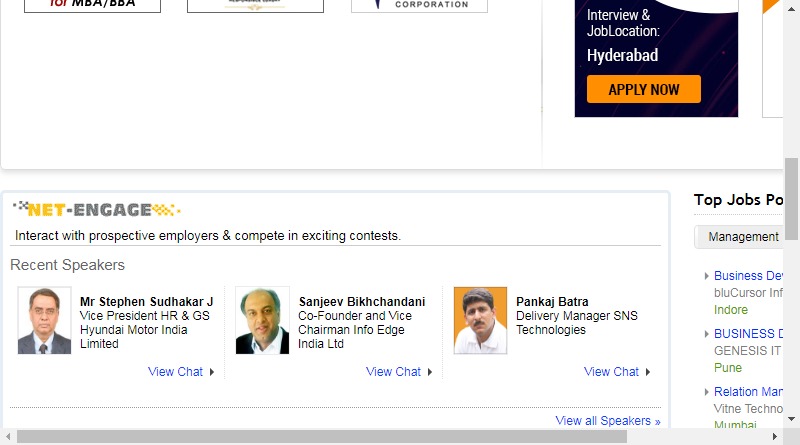 for MBA/BBA
CORPORATION
Interview &
JobLocation:
Hyderabad
APPLY NOW
NET-ENGAGE
Interact with prospective employers & compete in exciting contests.
Recent Speakers
Mr Stephen Sudhakar J
Vice President HR & GS
Hyundai Motor India
Limited
View Chat
Sanjeev Bikhchandani
Co-Founder and Vice
Chairman Info Edge
India Ltd
View Chat
Pankaj Batra
Delivery Manager SNS
Technologies
View Chat
View all Speakers »
Top Jobs Po
Management
Business Dev
bluCursor Inf
Indore
BUSINESS D
GENESIS IT
Pune
Relation Man
Vitne Techno
Mumbai